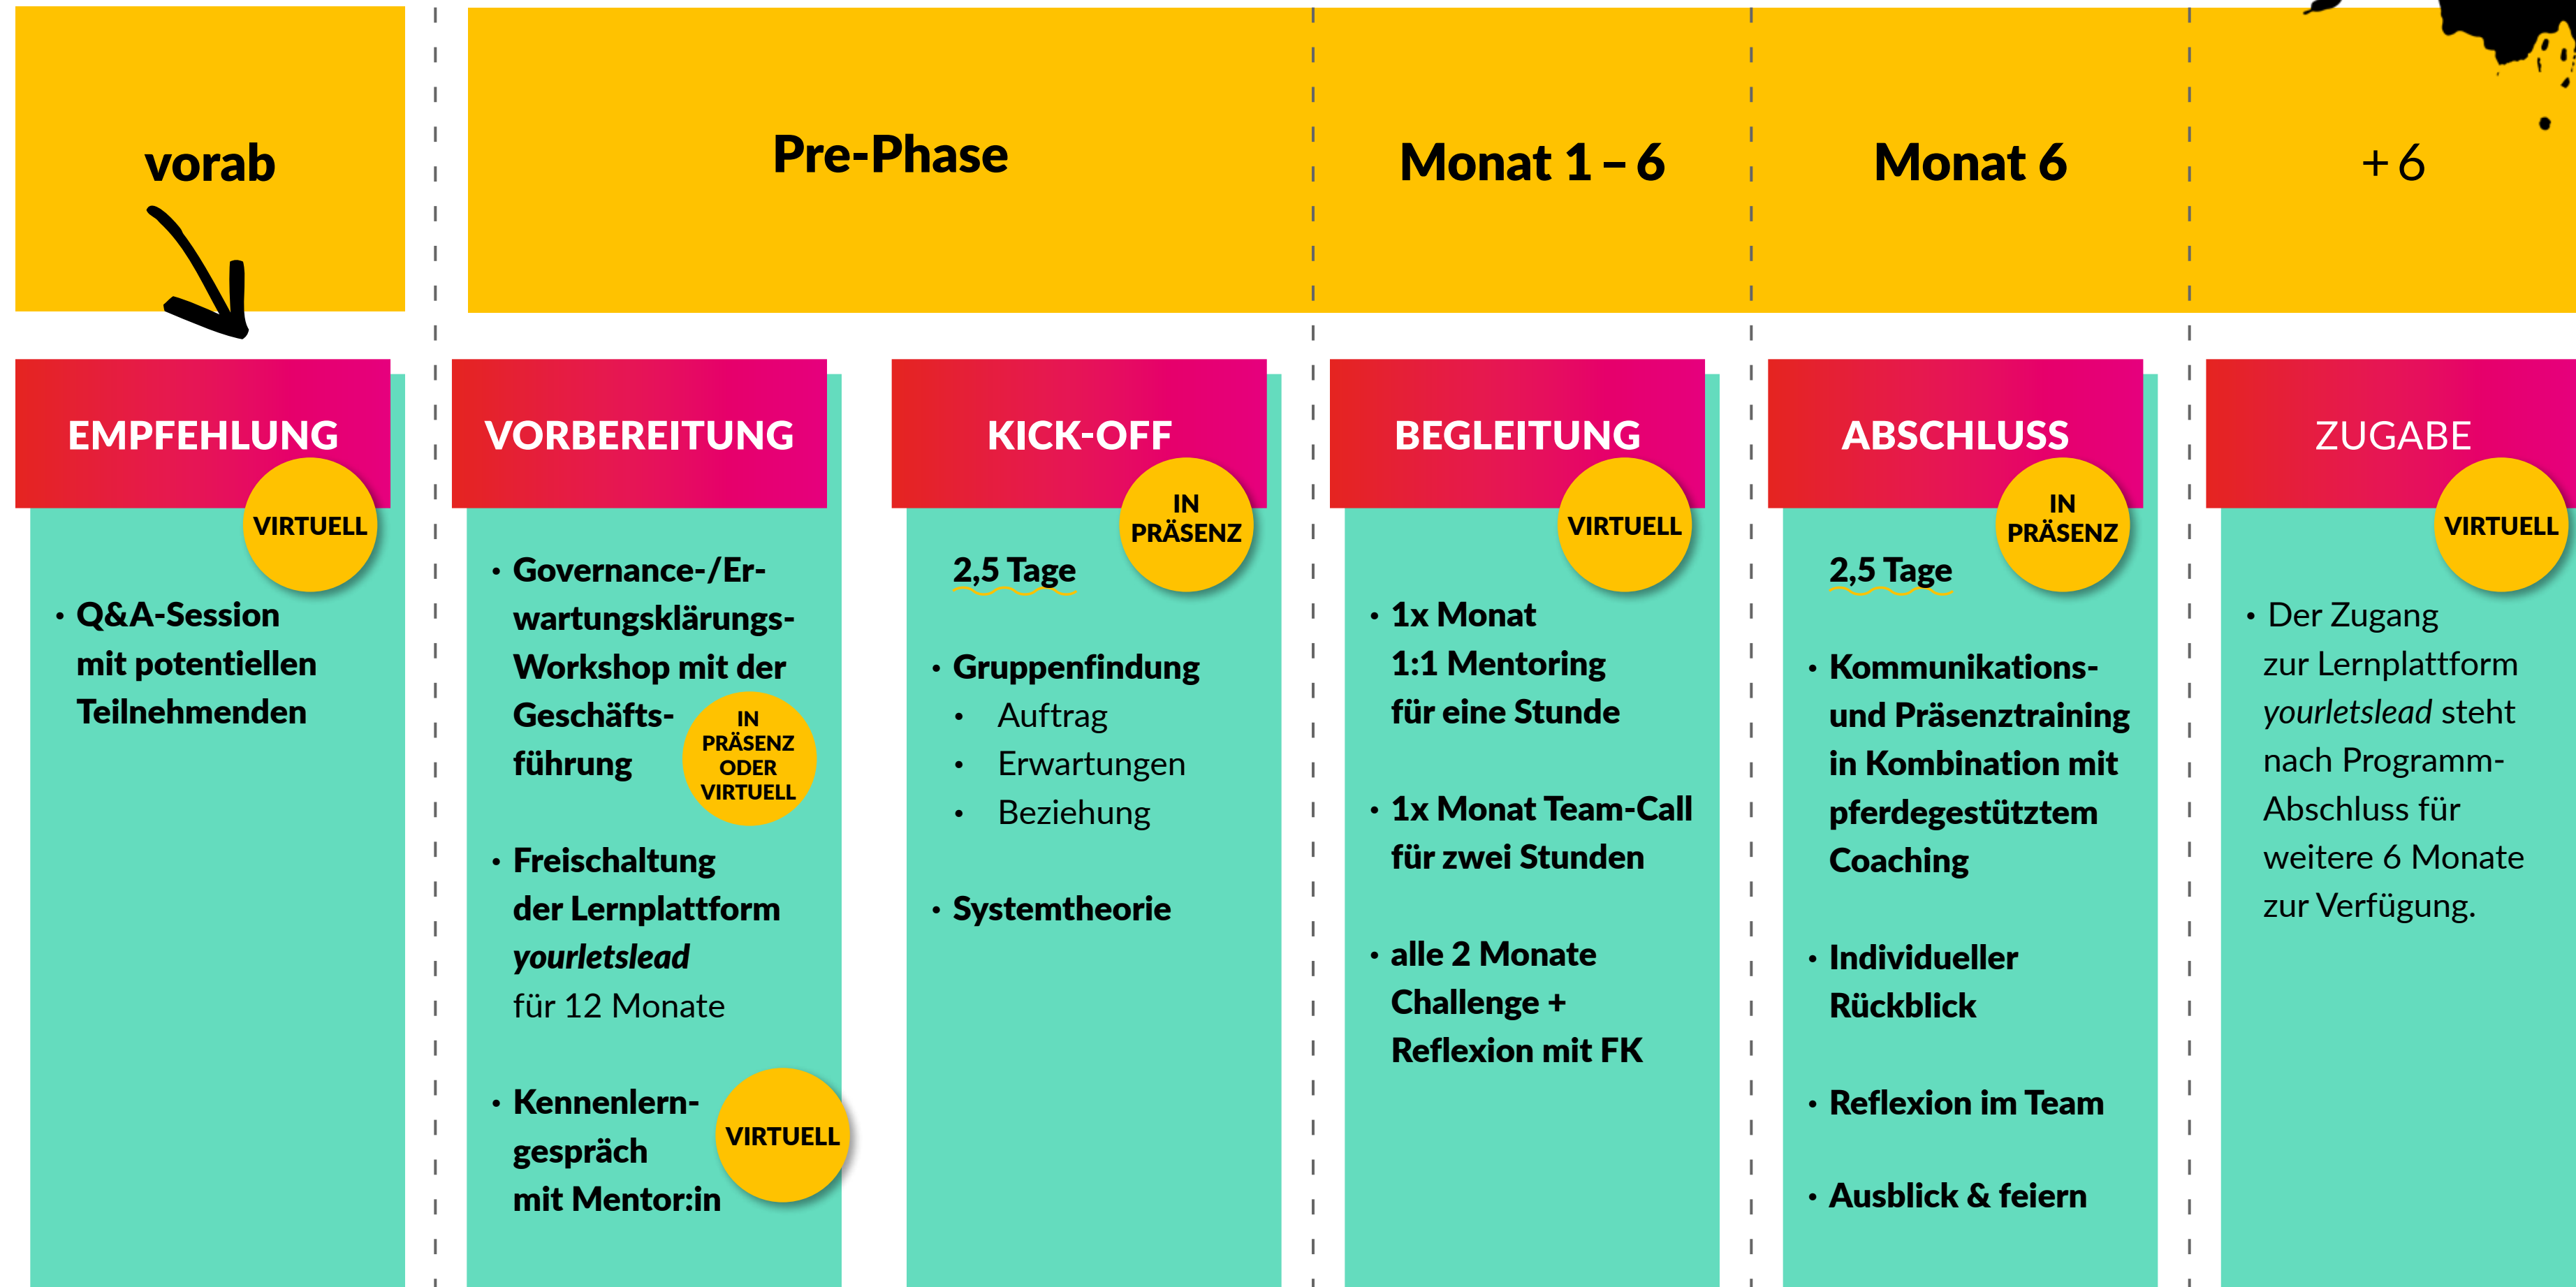 vorab
Pre-Phase
Monat 1 – 6
Monat 6
+ 6
EMPFEHLUNG
VIRTUELL
• Q&A-Session
mit potentiellen
Teilnehmenden
VORBEREITUNG
• Governance-/Er-
wartungsklärungs-
Workshop mit der
Geschäfts-
führung
IN
PRÄSENZ
ODER
VIRTUELL
• Freischaltung
der Lernplattform
yourletslead
für 12 Monate
• Kennenlern-
gespräch
mit Mentor:in
VIRTUELL
KICK-OFF
IN
PRÄSENZ
2,5 Tage
• Gruppenfindung
• Auftrag
• Erwartungen
• Beziehung
• Systemtheorie
BEGLEITUNG
VIRTUELL
• 1x Monat
1:1 Mentoring
für eine Stunde
• 1x Monat Team-Call
für zwei Stunden
• alle 2 Monate
Challenge +
Reflexion mit FK
ABSCHLUSS
IN
PRÄSENZ
2,5 Tage
• Kommunikations-
und Präsenztraining
in Kombination mit
pferdegestütztem
Coaching
• Individueller
Rückblick
• Reflexion im Team
• Ausblick & feiern
ZUGABE
VIRTUELL
• Der Zugang
zur Lernplattform
yourletslead steht
nach Programm-
Abschluss für
weitere 6 Monate
zur Verfügung.